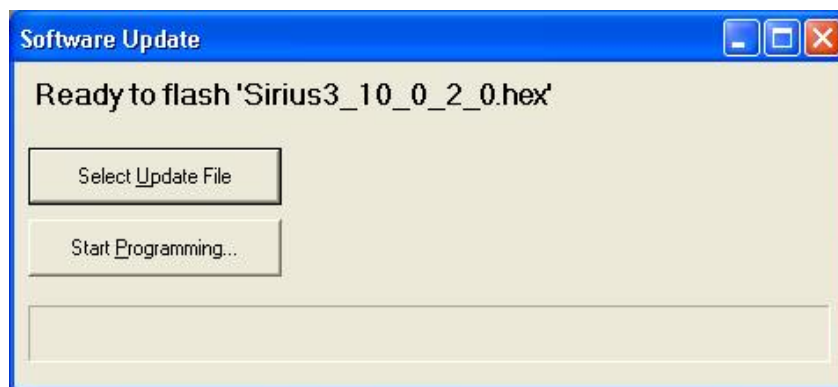 Software Update
Ready to flash 'Sirius3_10_0_2_0.hex'
Select Update File
Start Programming...